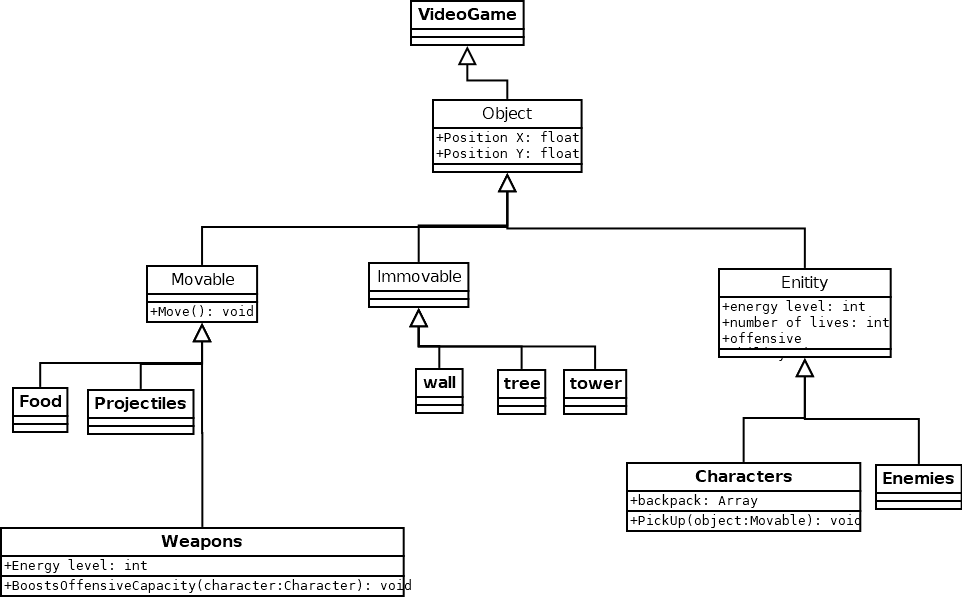 VideoGame
Object
+Position X: float
+Position Y: float
Movable
+Move(): void
Immovable
Enitity
+energy level: int
+number of lives: int
+offensive
Food
Projectiles
wall
tree
tower
Characters
+backpack: Array
+PickUp(object:Movable): void
Enemies
Weapons
+Energy level: int
+BoostsOffensiveCapacity(character:Character): void